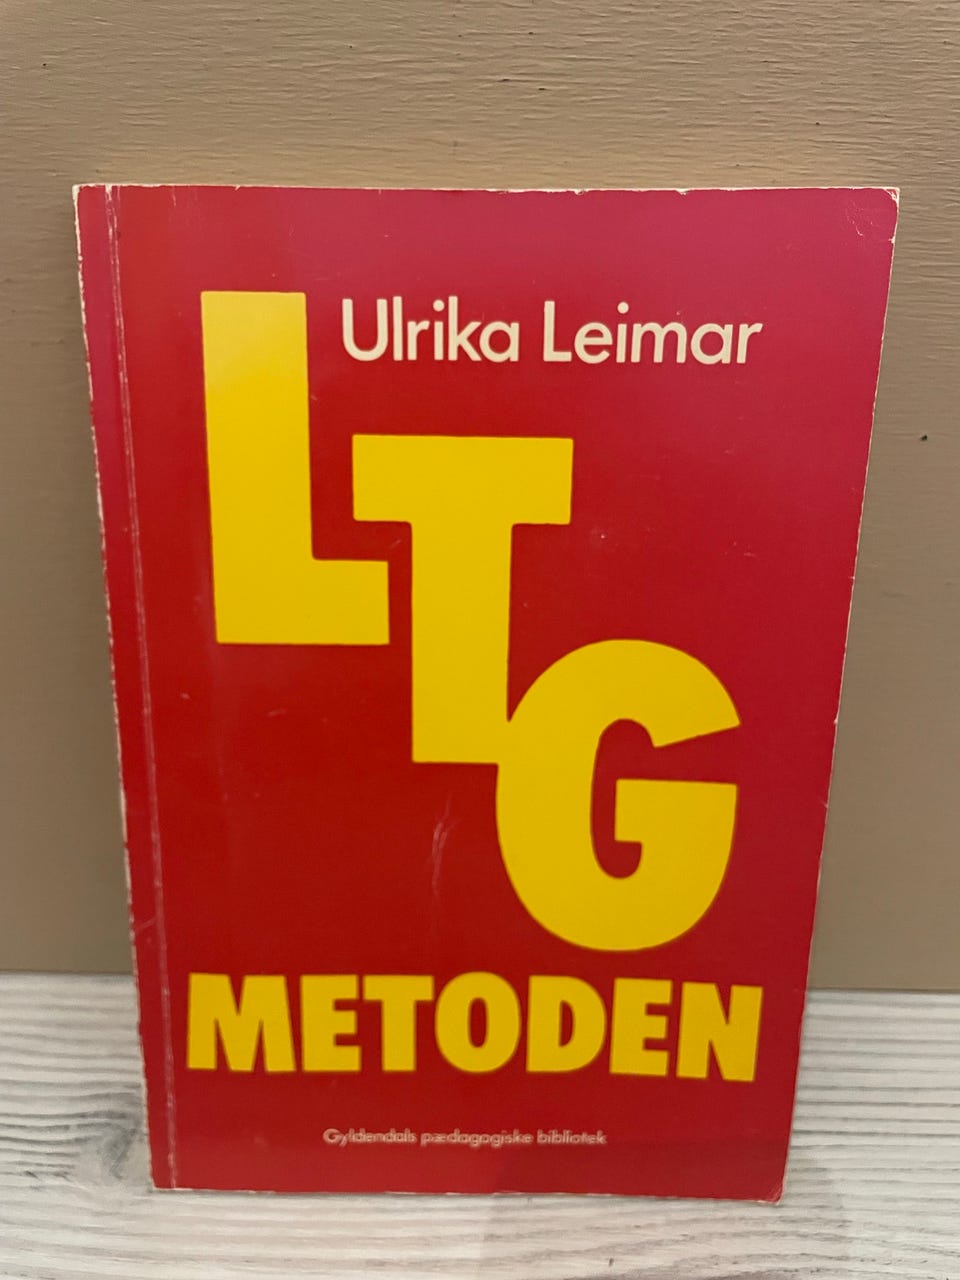 Ulrika Leimar
LTG
METODEN
Gyldendals pædagogiske bibliotek